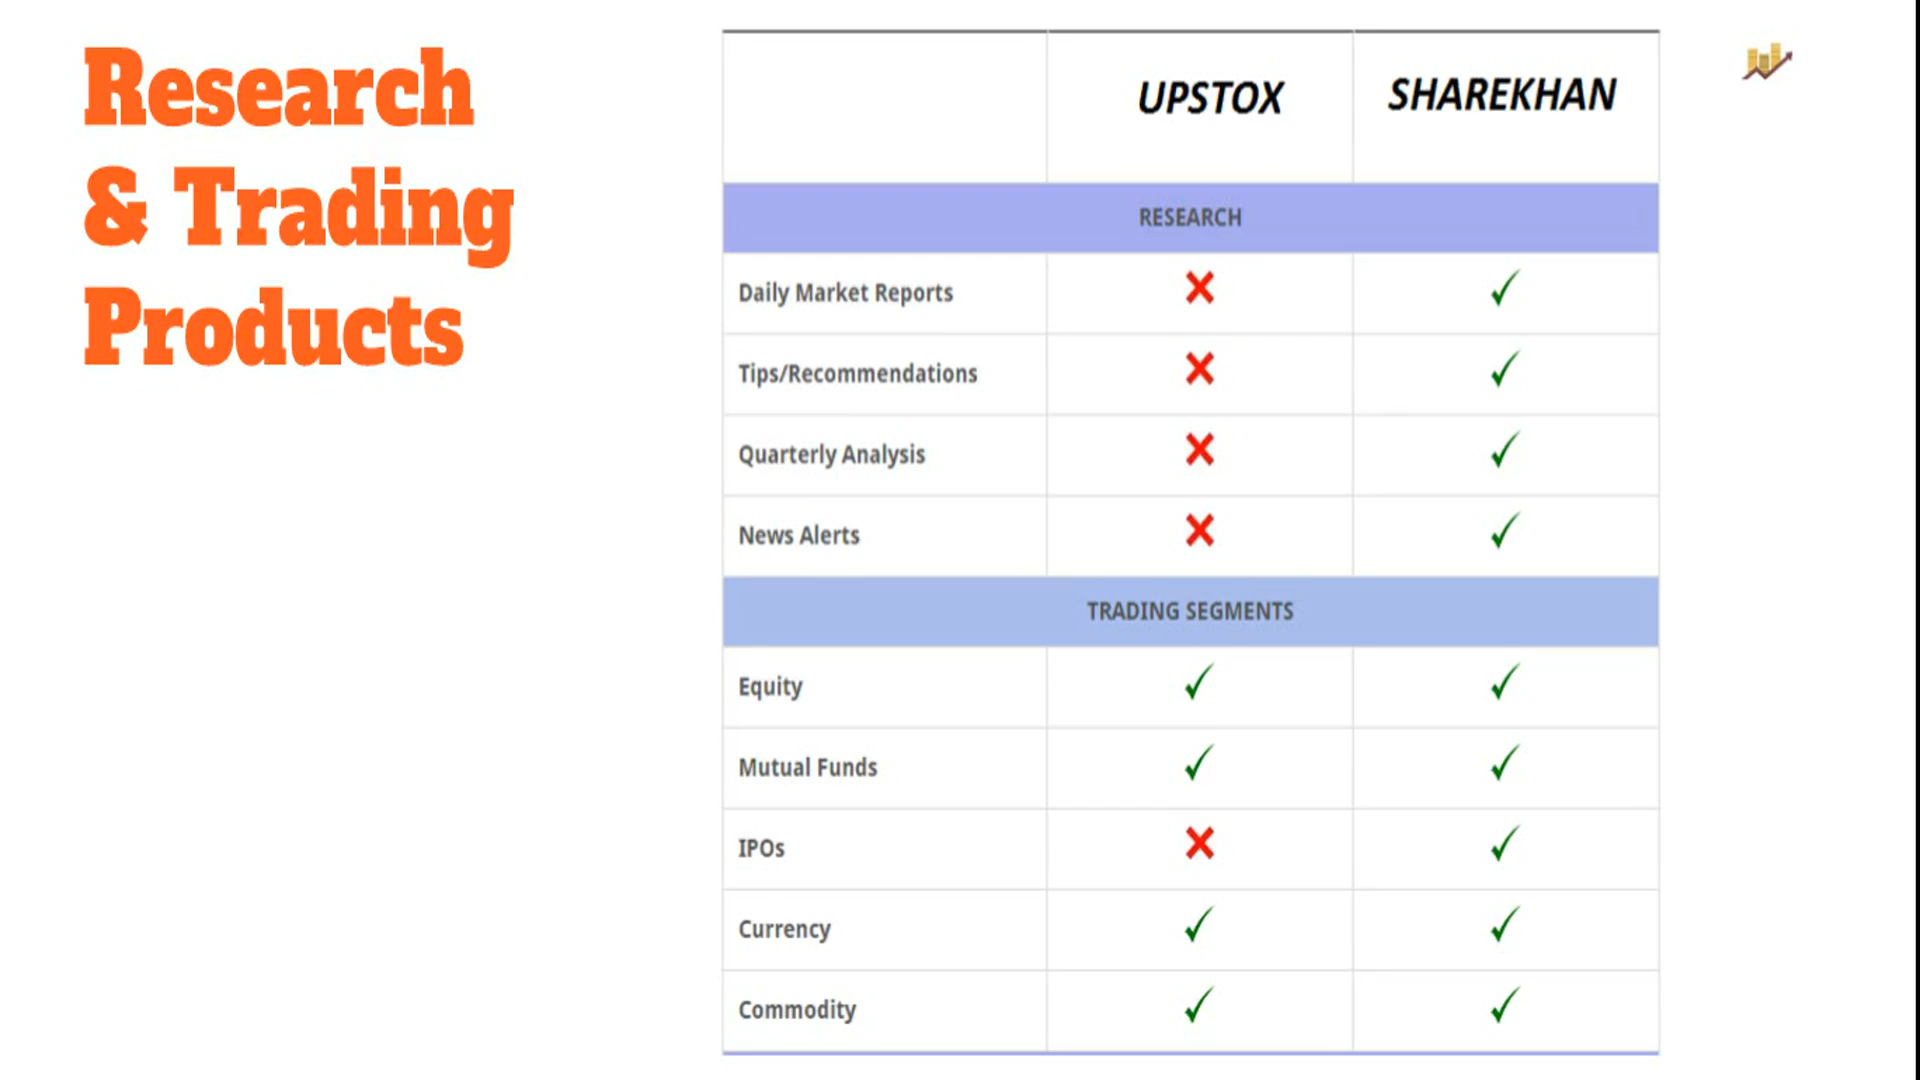 Research
& Trading
Products
UPSTOX SHAREKHAN
RESEARCH
Daily Market Reports
Tips/Recommendations
Quarterly Analysis
News Alerts
TRADING SEGMENTS
Equity
Mutual Funds
IPOs
Currency
Commodity